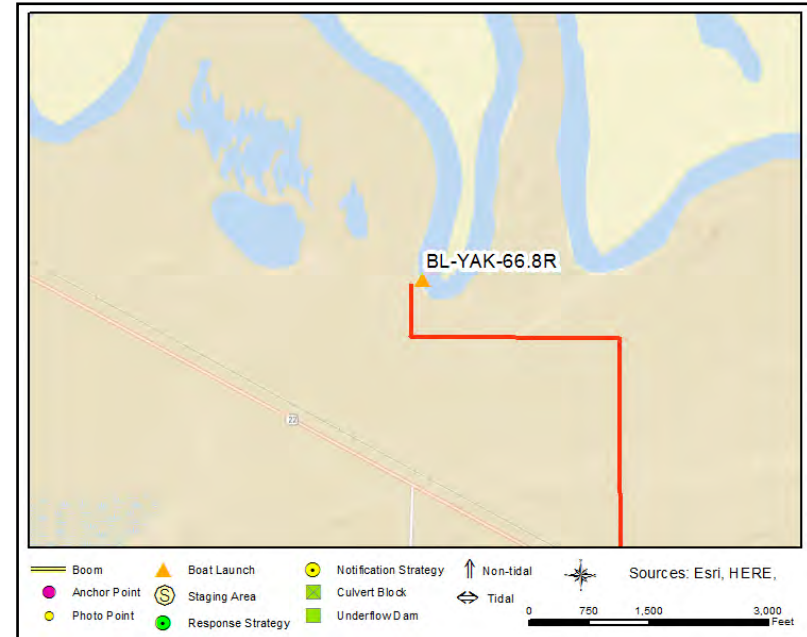 BL-YAK-66.8R
22
Boom
Boat Launch
Notification Strategy
Non-tidal
Sources: Esri, HERE,
Anchor Point
S
Staging Area
Culvert Block
Tidal
Photo Point
Response Strategy
Underflow Dam
0 750 1,500 3,000
Feet